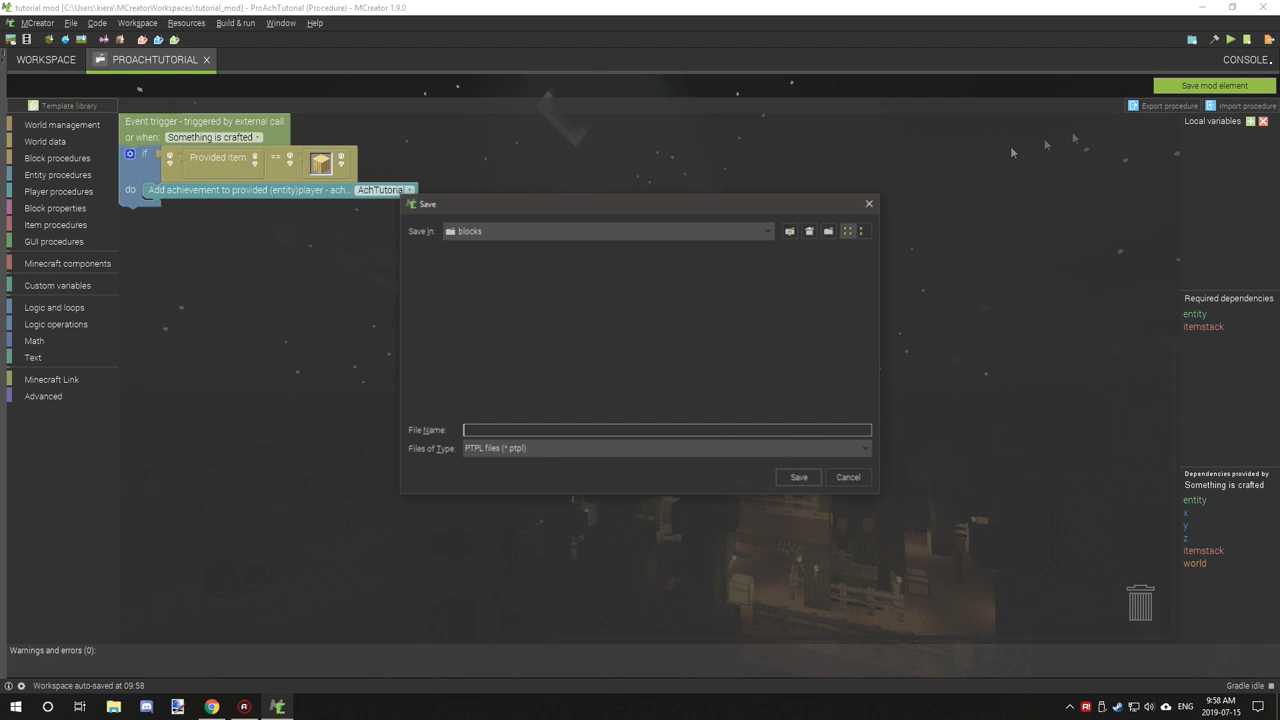 tutorial mod [C:\Users\kiera\MCreatorWorkspaces\tutorial_mod] - ProAchTutorial (Procedure) - MCreator 1.9.0
MCreator File Code Workspace Resources Build & run Window Help
WORKSPACE PROACHTUTORIAL CONSOLE
Save mod element
Template library Export procedure Import procedure
World management
World data
Block procedures
Entity procedures
Player procedures
Block properties
Item procedures
GUI procedures
Minecraft components
Custom variables
Logic and loops
Logic operations
Math
Text
Minecraft Link
Advanced
Event trigger - triggered by external call
or when: Something is crafted
if Provided item ==
do Add achievement to provided (entity)player - ach... AchTutorial
Save
Save In: blocks
File Name:
Files of Type: PTPL files (*.ptpl)
Save Cancel
Local variables
Required dependencies
entity
itemstack
Dependencies provided by
Something is crafted
entity
x
y
z
itemstack
world
Warnings and errors (0):
Workspace auto-saved at 09:58 Gradle idle
ENG 9:58 AM
2019-07-15